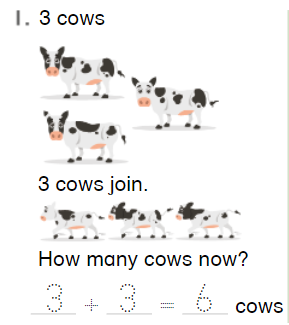 1. 3 cows
3 cows join.
How many cows now?
3 + 3 = 6 cows